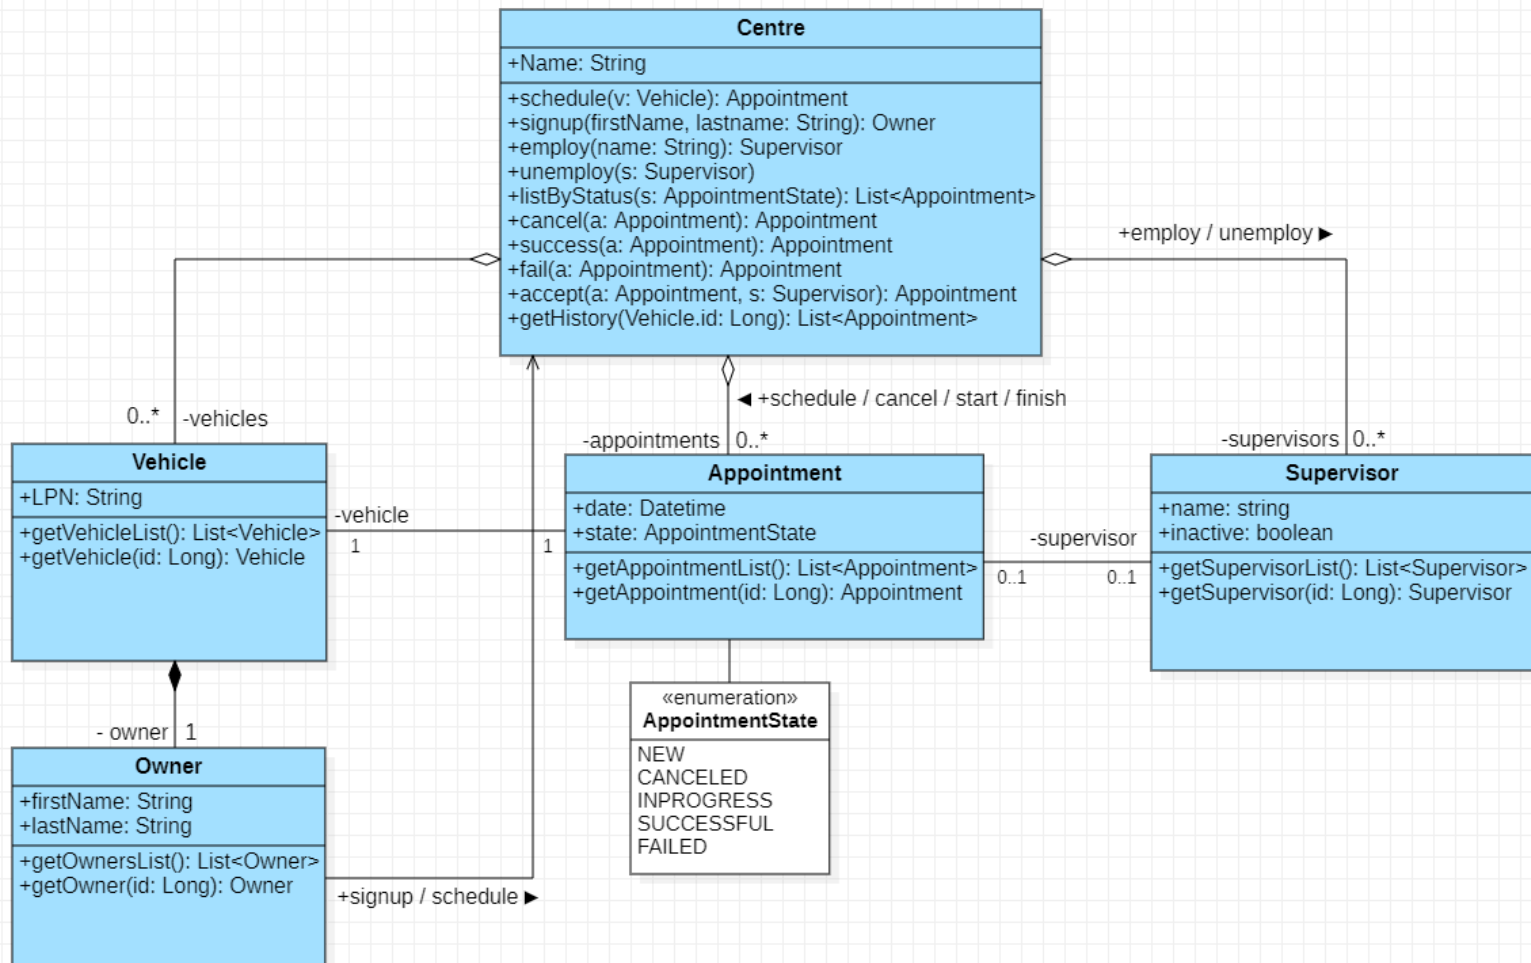 Centre
+Name: String
+schedule(v: Vehicle): Appointment
+signup(firstName, lastname: String): Owner
+employ(name: String): Supervisor
+unemploy(s: Supervisor)
+listByStatus(s: AppointmentState): List<Appointment>
+cancel(a: Appointment): Appointment
+success(a: Appointment): Appointment
+fail(a: Appointment): Appointment
+accept(a: Appointment, s: Supervisor): Appointment
+getHistory(Vehicle.id: Long): List<Appointment>
+employ / unemploy ►
◄ +schedule / cancel / start / finish
0..* -vehicles
-appointments 0..*
-supervisors 0..*
Vehicle
+LPN: String
+getVehicleList(): List<Vehicle>
+getVehicle(id: Long): Vehicle
-vehicle
1
1
Appointment
+date: Datetime
+state: AppointmentState
+getAppointmentList(): List<Appointment>
+getAppointment(id: Long): Appointment
-supervisor
0..1
0..1
Supervisor
+name: string
+inactive: boolean
+getSupervisorList(): List<Supervisor>
+getSupervisor(id: Long): Supervisor
«enumeration»
AppointmentState
NEW
CANCELED
INPROGRESS
SUCCESSFUL
FAILED
- owner 1
Owner
+firstName: String
+lastName: String
+getOwnersList(): List<Owner>
+getOwner(id: Long): Owner
+signup / schedule ►